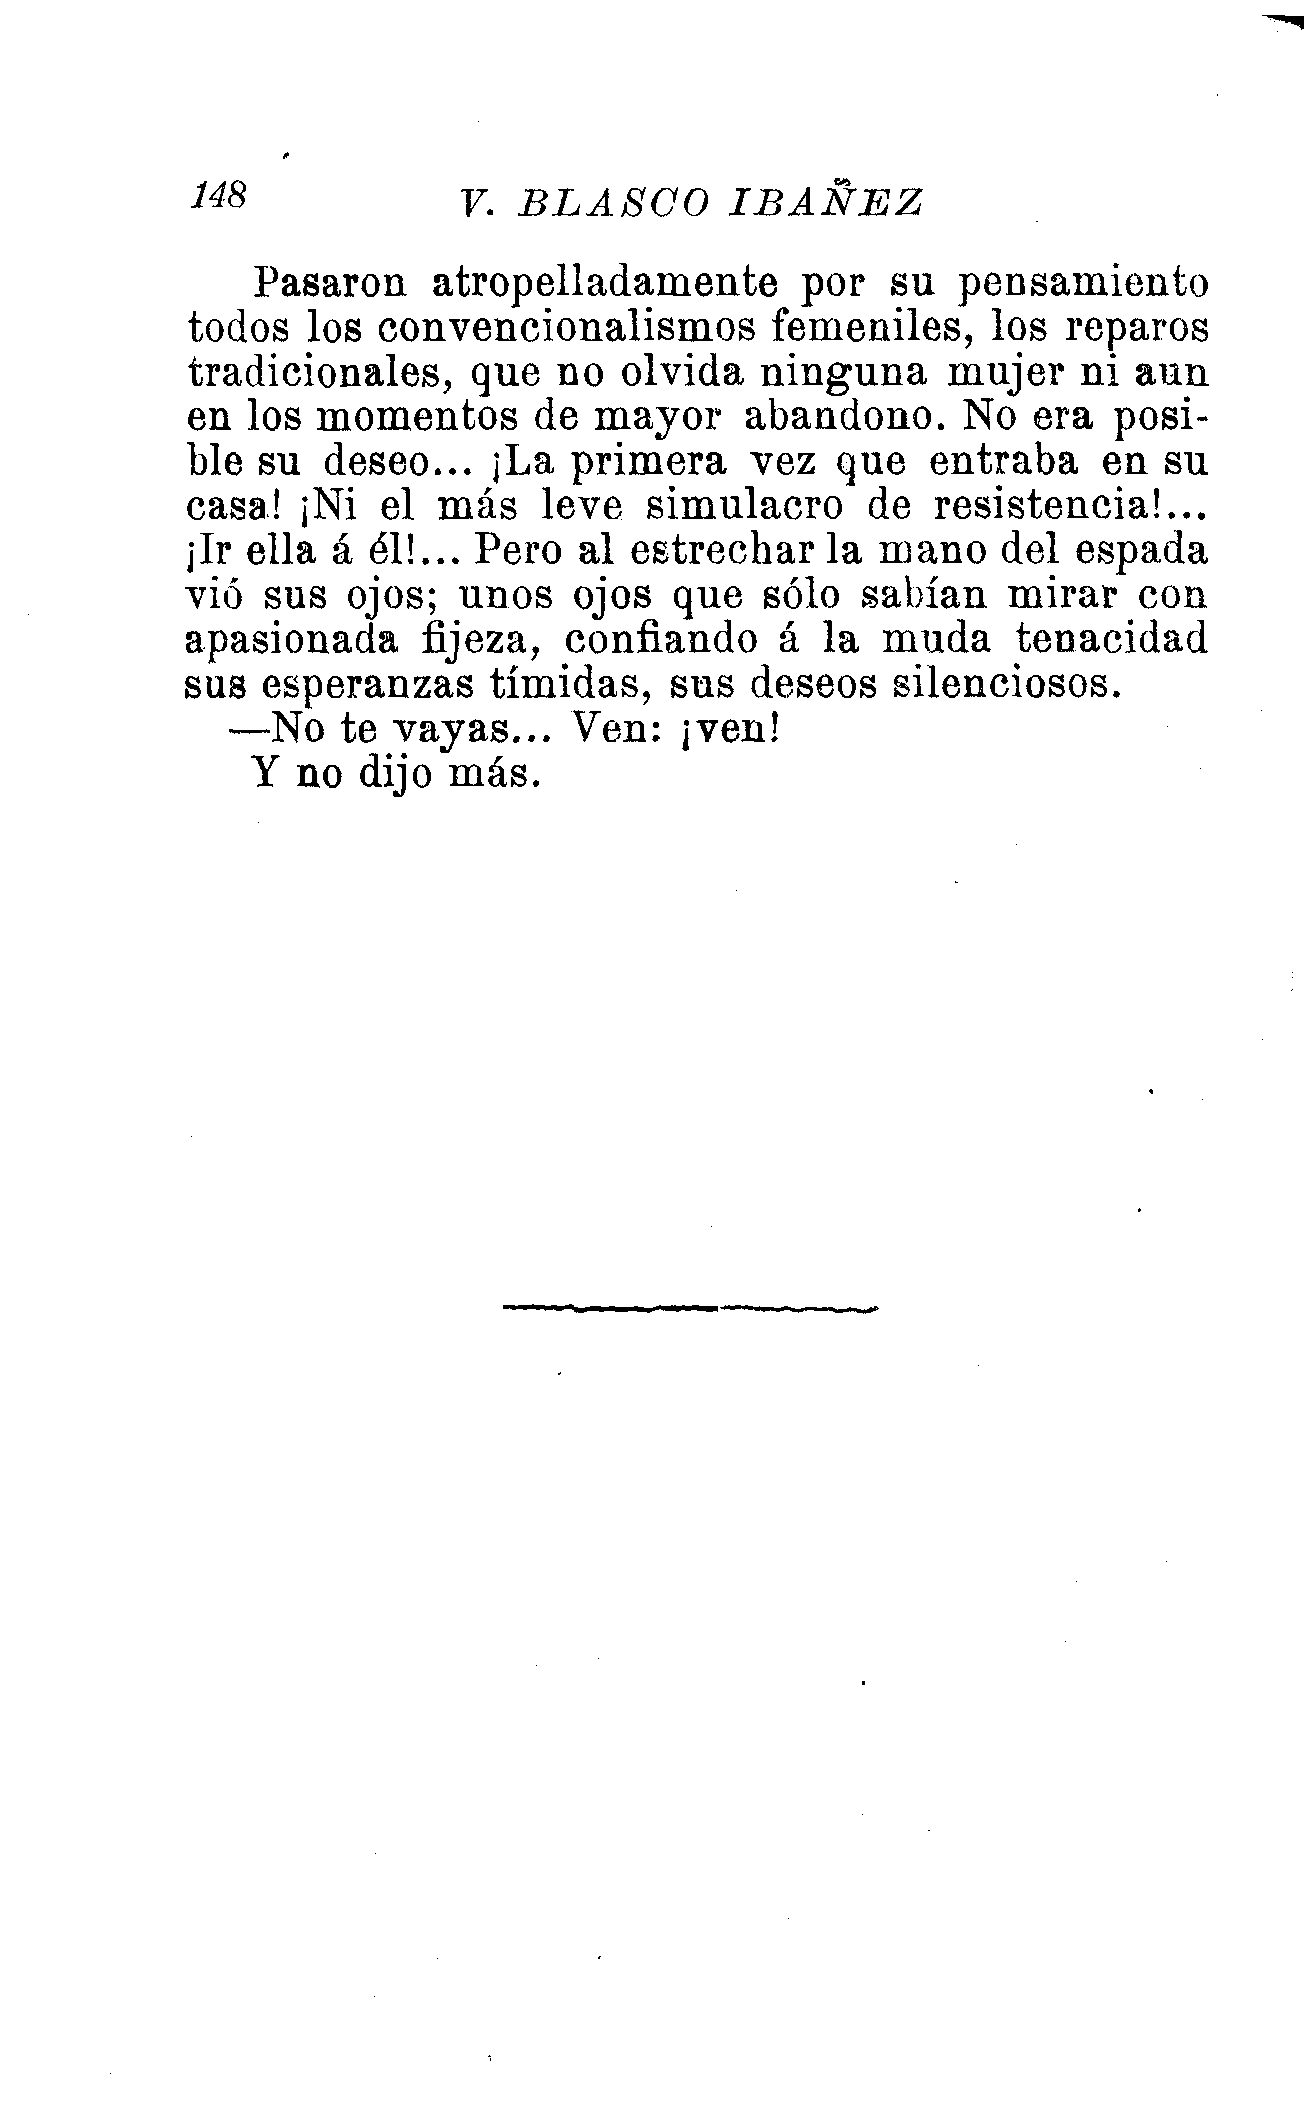 148 V. BLASCO IBAÑEZ
Pasaron atropelladamente por su pensamiento
todos los convencionalismos femeniles, los reparos
tradicionales, que no olvida ninguna mujer ni aun
en los momentos de mayor abandono. No era posi-
ble su deseo... ¡La primera vez que entraba en su
casa! ¡Ni el más leve simulacro de resistencia!...
¡Ir ella á él!... Pero al estrechar la mano del espada
vió sus ojos; unos ojos que sólo sabían mirar con
apasionada fijeza, confiando á la muda tenacidad
sus esperanzas tímidas, sus deseos silenciosos.
—No te vayas... Ven: ¡ven!
Y no dijo más.